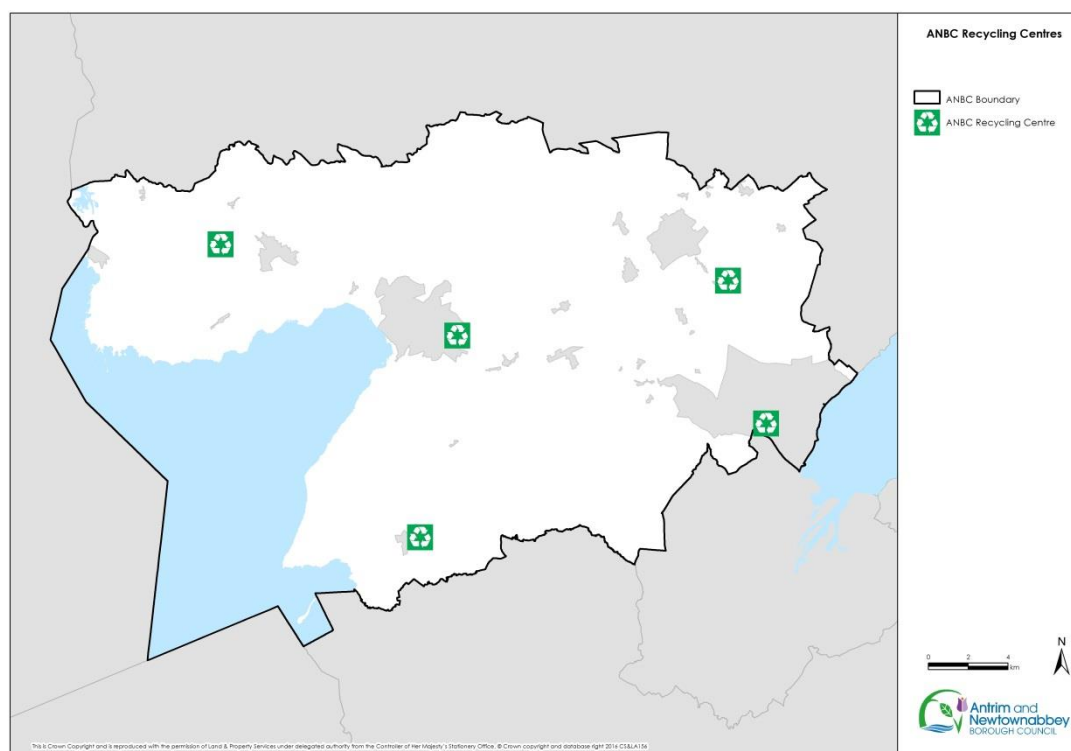 ANBC Recycling Centres
ANBC Boundary
ANBC Recycling Centre
N
0 2 4
km
Antrim and
Newtownabbey
BOROUGH COUNCIL
This is Crown Copyright and is reproduced with the permission of Land & Property Services under delegated authority from the Controller of Her Majesty's Stationery Office, © Crown copyright and database right 2016 CS&LA156